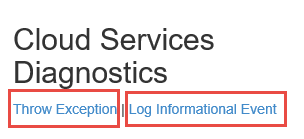 Cloud Services
Diagnostics
Throw Exception | Log Informational Event